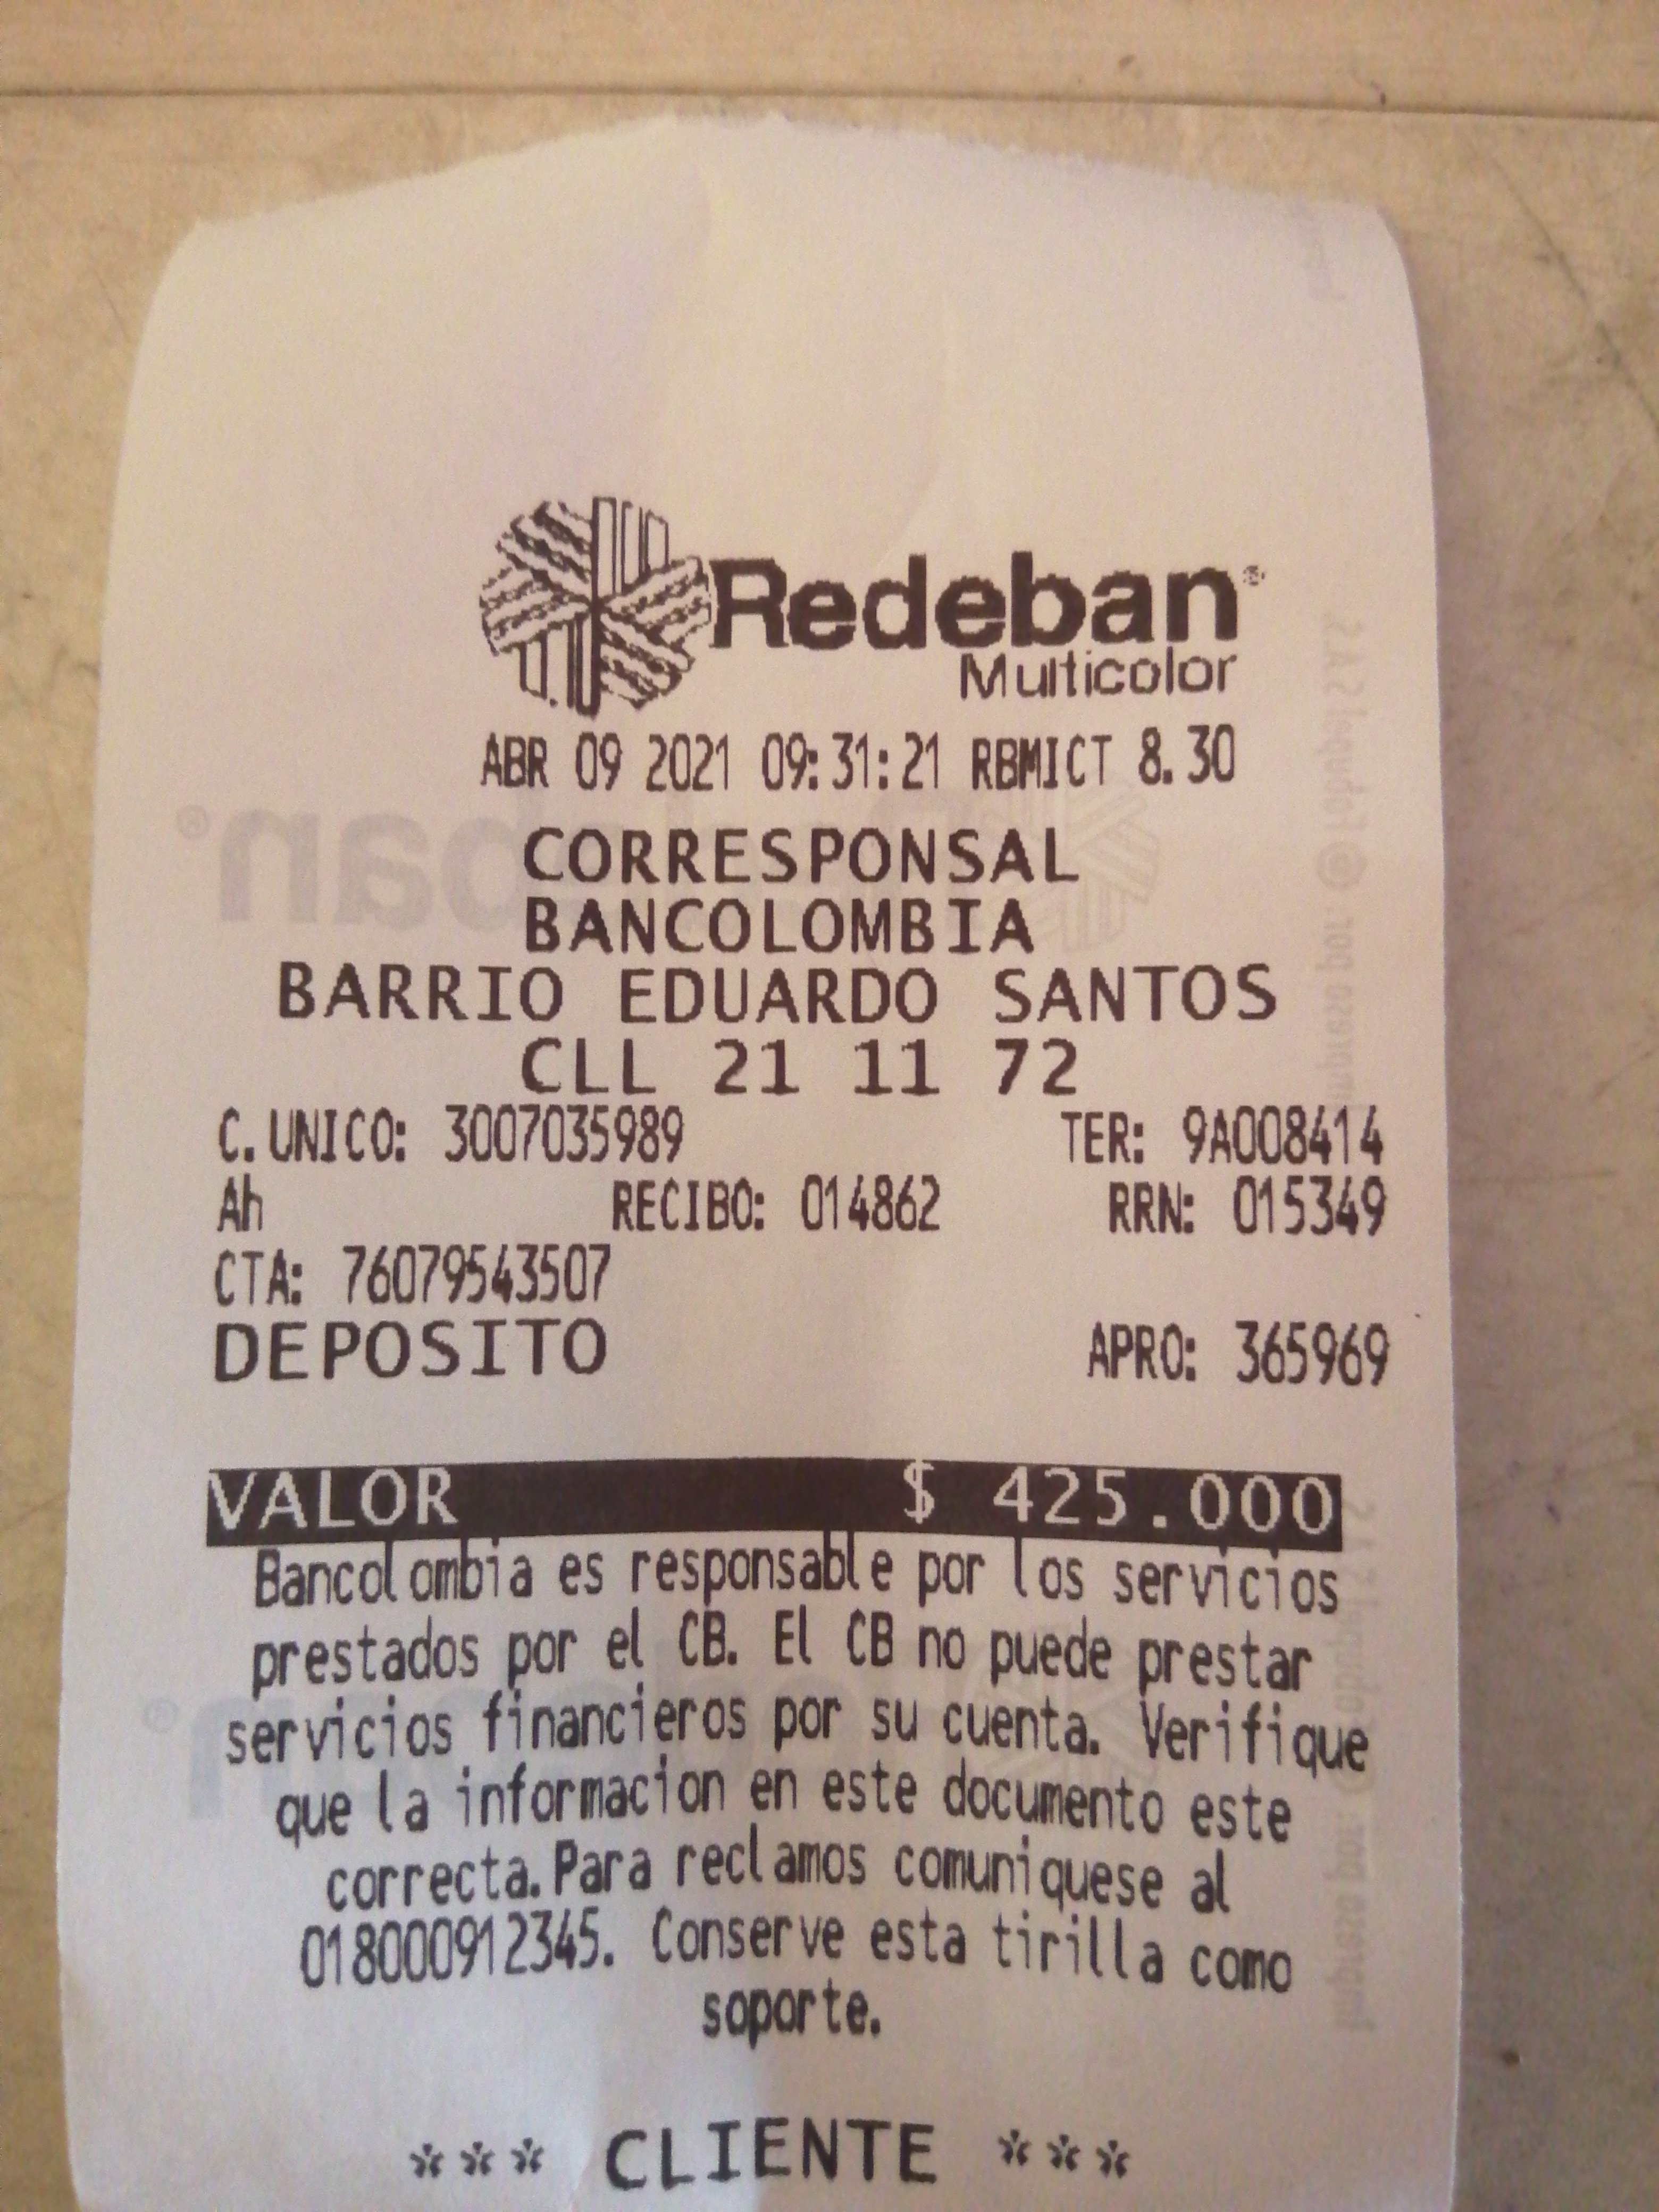 Redeban®
Multicolor
ABR 09 2021 09:31:21 RBMICT 8.30
CORRESPONSAL
BANCOLOMBIA
BARRIO EDUARDO SANTOS
CLL 21 11 72
C.UNICO: 3007035989 TER: 9A008414
Ah RECIBO: 014862 RRN: 015349
CTA: 76079543507
DEPOSITO APRO: 365969
VALOR $ 425.000
Bancolombia es responsable por los servicios
prestados por el CB. El CB no puede prestar
servicios financieros por su cuenta. Verifique
que la informacion en este documento este
correcta.Para reclamos comuniquese al
018000912345. Conserve esta tirilla como
soporte.
*** CLIENTE ***